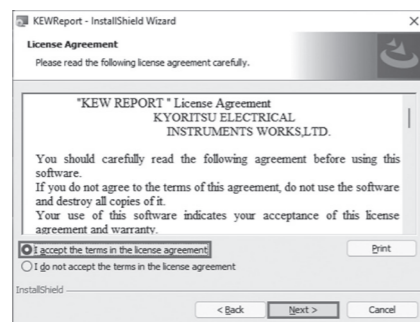 KEWReport - InstallShield Wizard
License Agreement
Please read the following license agreement carefully.
"KEW REPORT " License Agreement
KYORITSU ELECTRICAL
INSTRUMENTS WORKS,LTD.
You should carefully read the following agreement before using this
software.
If you do not agree to the terms of this agreement, do not use the software
and destroy all copies of it.
Your use of this software indicates your acceptance of this license
agreement and warranty.
I accept the terms in the license agreement
Print
I do not accept the terms in the license agreement
InstallShield
< Back
Next >
Cancel